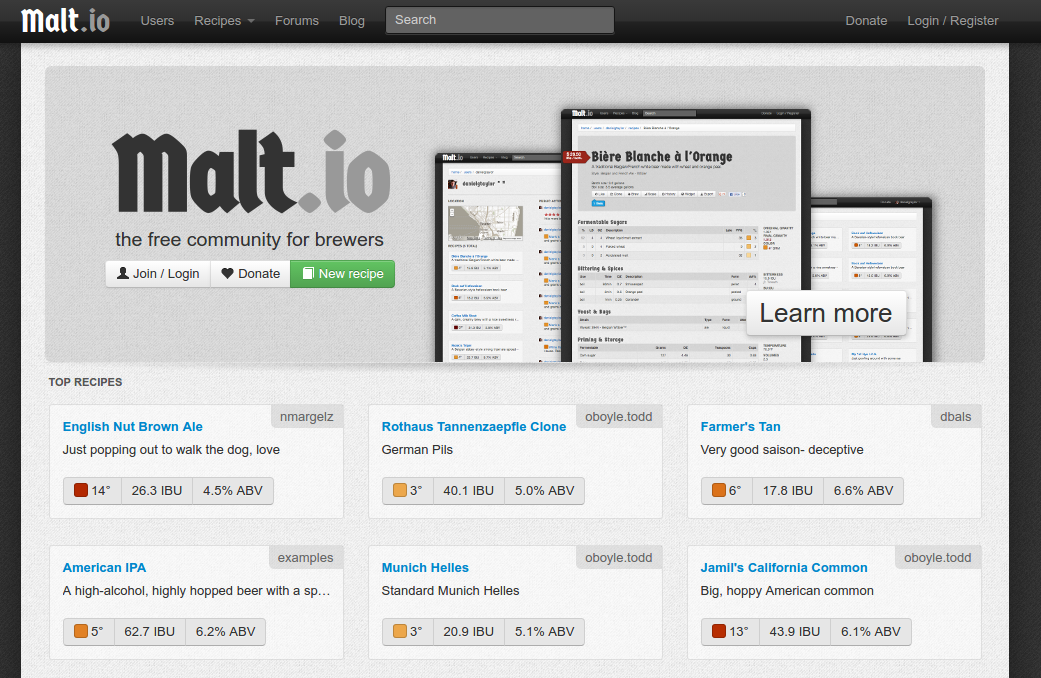 Malt.io Users Recipes Forums Blog Search Donate Login / Register
Malt.io
the free community for brewers
Join / Login Donate New recipe
Bière Blanche à l'Orange
Fermentable Sugars
Bittering & Spices
Yeast & Bugs
Priming & Storage
danielgtaylor
Learn more
TOP RECIPES
nmargelz
English Nut Brown Ale
Just popping out to walk the dog, love
14° 26.3 IBU 4.5% ABV
oboyle.todd
Rothaus Tannenzaepfle Clone
German Pils
3° 40.1 IBU 5.0% ABV
dbals
Farmer's Tan
Very good saison- deceptive
6° 17.8 IBU 6.6% ABV
examples
American IPA
A high-alcohol, highly hopped beer with a sp…
5° 62.7 IBU 6.2% ABV
oboyle.todd
Munich Helles
Standard Munich Helles
3° 20.9 IBU 5.1% ABV
oboyle.todd
Jamil's California Common
Big, hoppy American common
13° 43.9 IBU 6.1% ABV